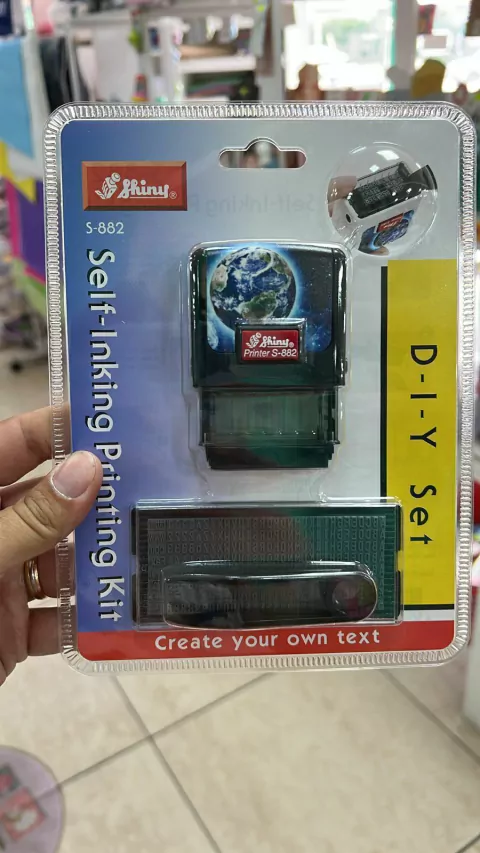 Shiny®
S-882
Self-Inking Printing Kit
Shiny®
Printer S-882
D-I-Y Set
Create your own text